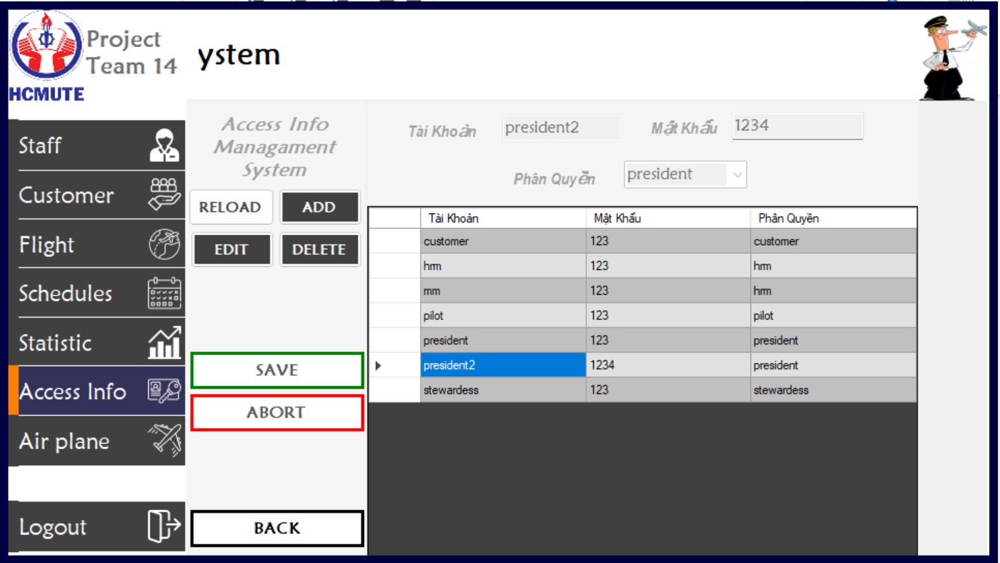 Project
Team 14
HCMUTE
ystem
Staff
Customer
Flight
Schedules
Statistic
Access Info
Air plane
Logout
Access Info
Managament
System
RELOAD ADD
EDIT DELETE
SAVE
ABORT
BACK
Tài Khoản president2 Mật Khẩu 1234
Phân Quyền president
Tài Khoản Mật Khẩu Phân Quyền
customer 123 customer
hrm 123 hrm
mm 123 hrm
pilot 123 pilot
president 123 president
president2 1234 president
stewardess 123 stewardess